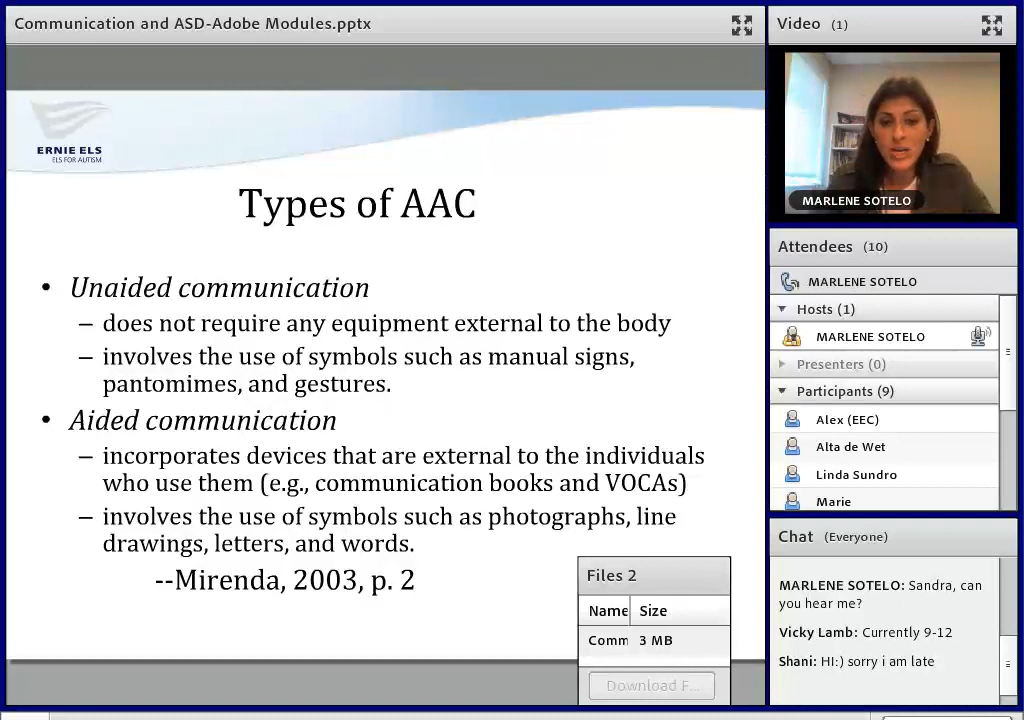 Communication and ASD-Adobe Modules.pptx
ERNIE ELS
ELS FOR AUTISM
Types of AAC
• Unaided communication
– does not require any equipment external to the body
– involves the use of symbols such as manual signs,
pantomimes, and gestures.
• Aided communication
– incorporates devices that are external to the individuals
who use them (e.g., communication books and VOCAs)
– involves the use of symbols such as photographs, line
drawings, letters, and words.
--Mirenda, 2003, p. 2
Files 2
Name Size
Comm 3 MB
Download F...
Video (1)
MARLENE SOTELO
Attendees (10)
MARLENE SOTELO
Hosts (1)
MARLENE SOTELO
Presenters (0)
Participants (9)
Alex (EEC)
Alta de Wet
Linda Sundro
Marie
Chat (Everyone)
MARLENE SOTELO: Sandra, can
you hear me?
Vicky Lamb: Currently 9-12
Shani: HI:) sorry i am late